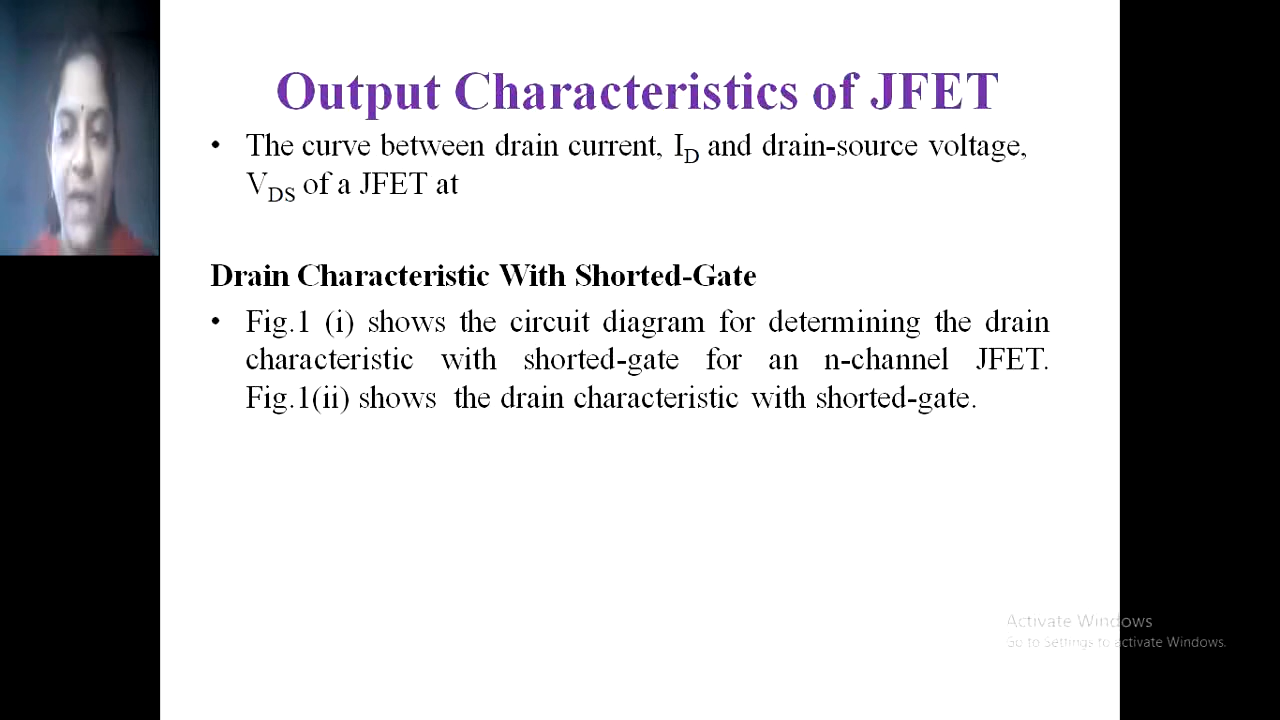 Output Characteristics of JFET
• The curve between drain current, I_D and drain-source voltage,
V_DS of a JFET at
Drain Characteristic With Shorted-Gate
• Fig.1 (i) shows the circuit diagram for determining the drain
characteristic with shorted-gate for an n-channel JFET.
Fig.1(ii) shows the drain characteristic with shorted-gate.
Activate Windows
Go to Settings to activate Windows.